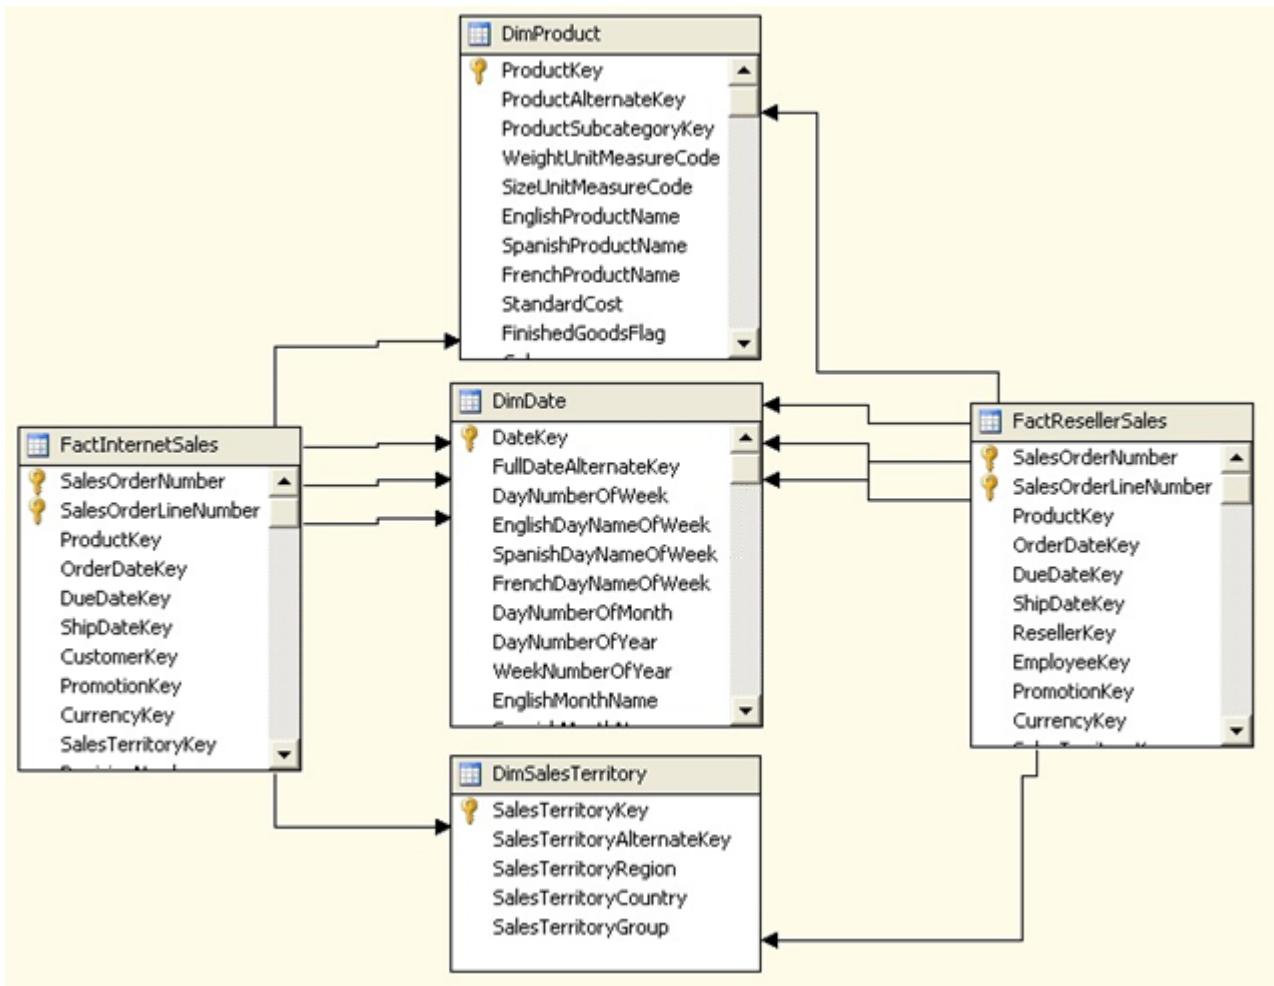 DimProduct
ProductKey
ProductAlternateKey
ProductSubcategoryKey
WeightUnitMeasureCode
SizeUnitMeasureCode
EnglishProductName
SpanishProductName
FrenchProductName
StandardCost
FinishedGoodsFlag
FactInternetSales
SalesOrderNumber
SalesOrderLineNumber
ProductKey
OrderDateKey
DueDateKey
ShipDateKey
CustomerKey
PromotionKey
CurrencyKey
SalesTerritoryKey
DimDate
DateKey
FullDateAlternateKey
DayNumberOfWeek
EnglishDayNameOfWeek
SpanishDayNameOfWeek
FrenchDayNameOfWeek
DayNumberOfMonth
DayNumberOfYear
WeekNumberOfYear
EnglishMonthName
FactResellerSales
SalesOrderNumber
SalesOrderLineNumber
ProductKey
OrderDateKey
DueDateKey
ShipDateKey
ResellerKey
EmployeeKey
PromotionKey
CurrencyKey
DimSalesTerritory
SalesTerritoryKey
SalesTerritoryAlternateKey
SalesTerritoryRegion
SalesTerritoryCountry
SalesTerritoryGroup